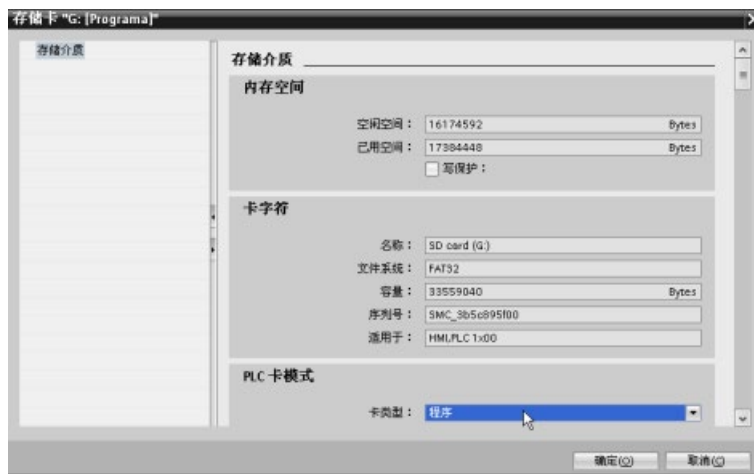 存储卡 "G: [Programa]"
存储介质
存储介质
内存空间
空闲空间： 16174592 Bytes
已用空间： 17384448 Bytes
写保护：
卡字符
名称： SD card (G:)
文件系统： FAT32
容量： 33559040 Bytes
序列号： SMC_3b5c895f00
适用于： HMI,PLC 1x00
PLC 卡模式
卡类型： 程序
确定(O) 取消(C)